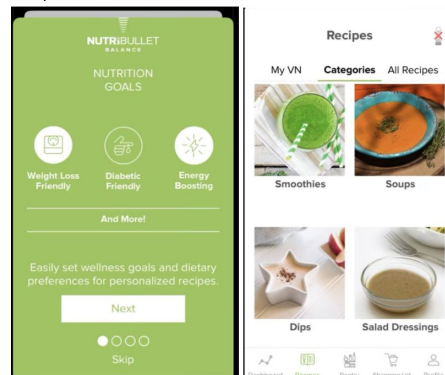 NUTRiBULLET
BALANCE
NUTRITION
GOALS
Weight Loss
Friendly
Diabetic
Friendly
Energy
Boosting
And More!
Easily set wellness goals and dietary
preferences for personalized recipes.
Next
Skip
Recipes
My VN Categories All Recipes
Smoothies Soups
Dips Salad Dressings
Dashboard Recipes Pantry Shopping List Profile